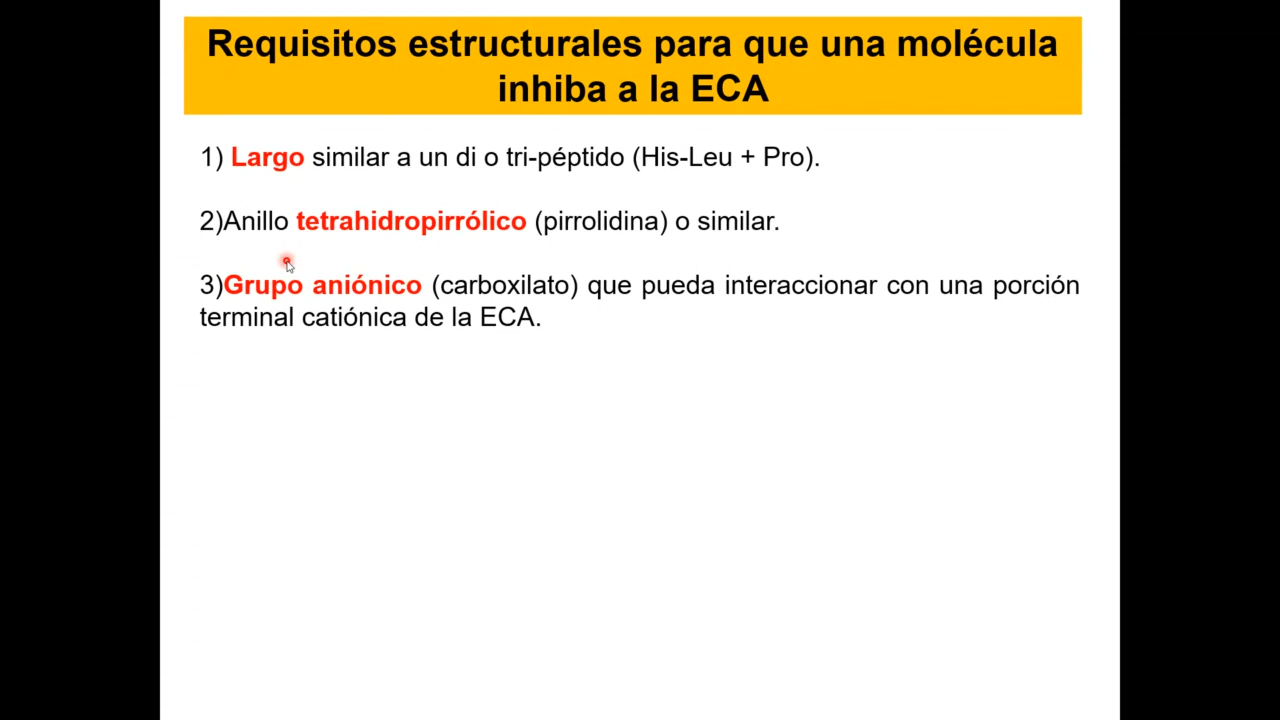 Requisitos estructurales para que una molécula
inhiba a la ECA
1) Largo similar a un di o tri-péptido (His-Leu + Pro).
2)Anillo tetrahidropirrólico (pirrolidina) o similar.
3)Grupo aniónico (carboxilato) que pueda interaccionar con una porción
terminal catiónica de la ECA.